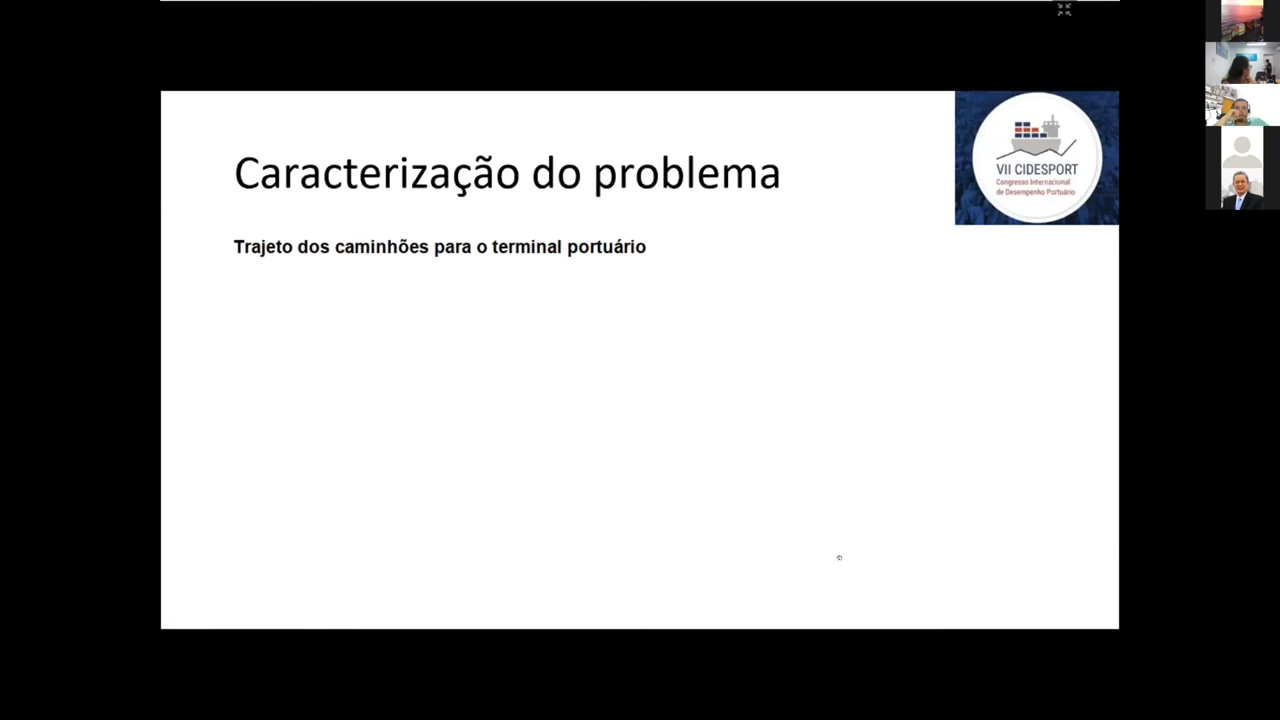 Caracterização do problema
VII CIDESPORT
Congresso Internacional
de Desempenho Portuário
Trajeto dos caminhões para o terminal portuário